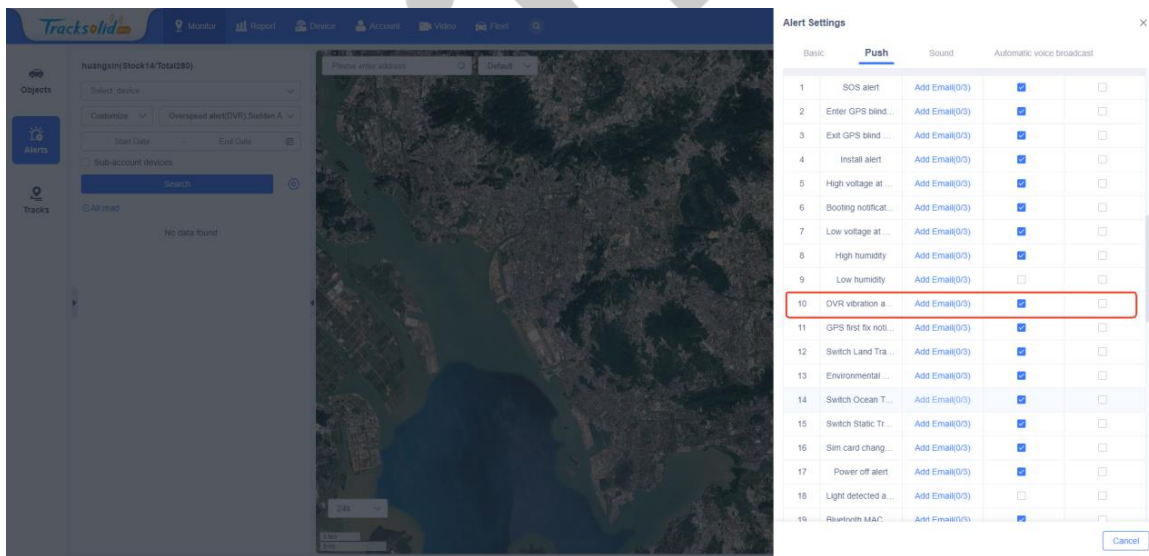 Tracksolid
Monitor Report Device Account Video Fleet
Objects
Alerts
Tracks
huangxin(Stock14/Total280)
Select device
Customize Overspeed alert(DVR),Sudden A
Start Date End Date
Sub-account devices
Search
All read
No data found
Please enter address Default
24s
Alert Settings
Basic Push Sound Automatic voice broadcast
1 SOS alert Add Email(0/3)
2 Enter GPS blind... Add Email(0/3)
3 Exit GPS blind ... Add Email(0/3)
4 Install alert Add Email(0/3)
5 High voltage at ... Add Email(0/3)
6 Booting notificat... Add Email(0/3)
7 Low voltage at ... Add Email(0/3)
8 High humidity Add Email(0/3)
9 Low humidity Add Email(0/3)
10 DVR vibration a... Add Email(0/3)
11 GPS first fix noti... Add Email(0/3)
12 Switch Land Tra... Add Email(0/3)
13 Environmental ... Add Email(0/3)
14 Switch Ocean T... Add Email(0/3)
15 Switch Static Tr... Add Email(0/3)
16 Sim card chang... Add Email(0/3)
17 Power off alert Add Email(0/3)
18 Light detected a... Add Email(0/3)
19 Bluetooth MAC Add Email(0/3)
Cancel